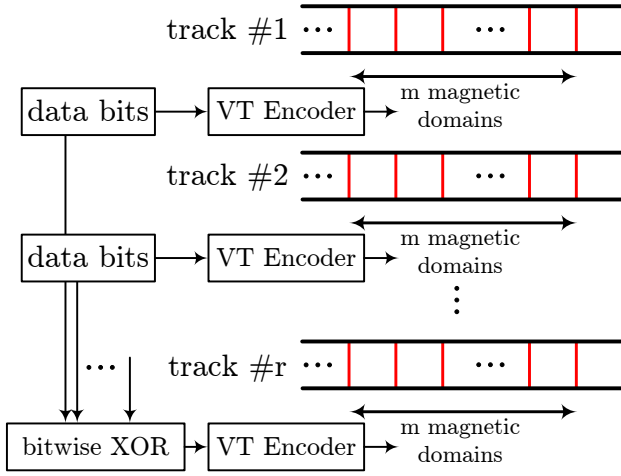 track #1 ··· ···
m magnetic
domains
data bits VT Encoder
track #2 ··· ···
m magnetic
domains
data bits VT Encoder
⋮
··· track #r ··· ···
m magnetic
domains
bitwise XOR VT Encoder